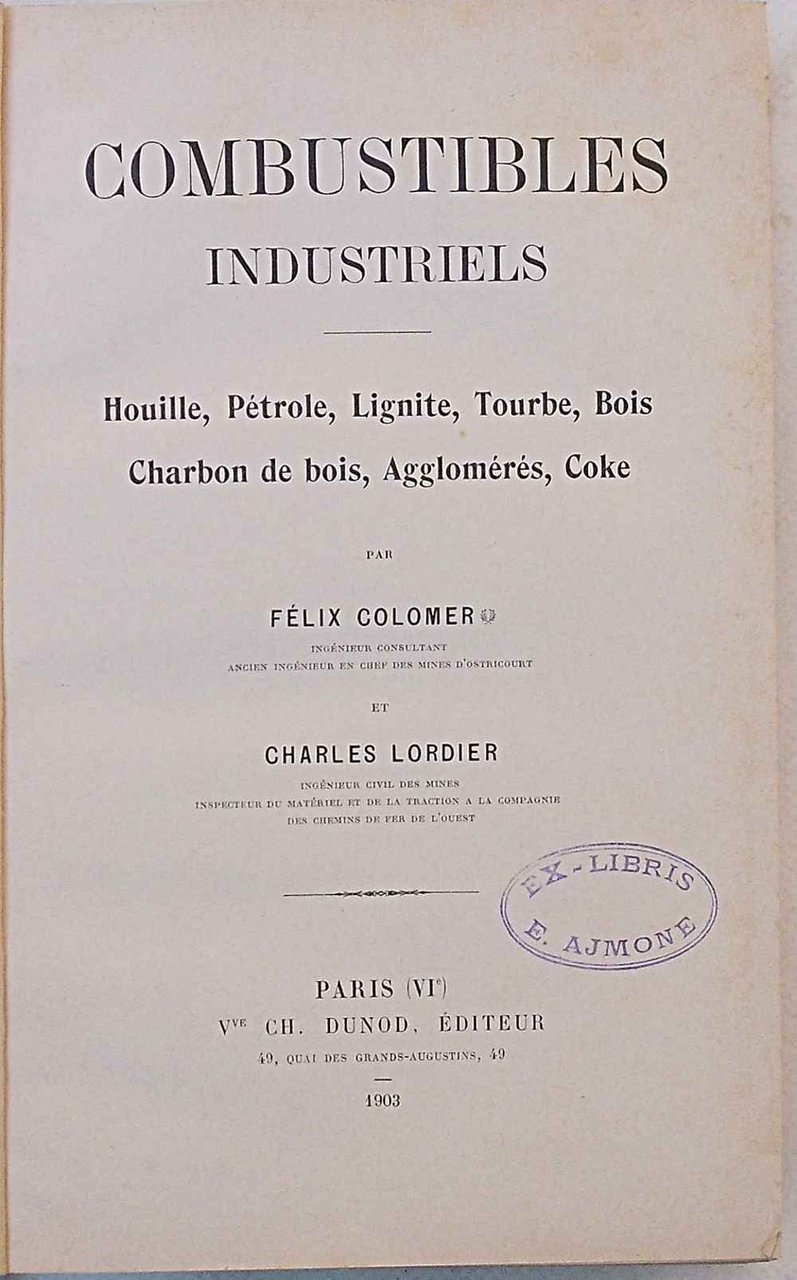 COMBUSTIBLES
INDUSTRIELS
Houille, Pétrole, Lignite, Tourbe, Bois
Charbon de bois, Agglomérés, Coke
PAR
FÉLIX COLOMER
INGÉNIEUR CONSULTANT
ANCIEN INGÉNIEUR EN CHEF DES MINES D'OSTRICOURT
ET
CHARLES LORDIER
INGÉNIEUR CIVIL DES MINES
INSPECTEUR DU MATÉRIEL ET DE LA TRACTION A LA COMPAGNIE
DES CHEMINS DE FER DE L'OUEST
EX-LIBRIS
E. AJMONE
PARIS (VIe)
VVE CH. DUNOD, ÉDITEUR
49, QUAI DES GRANDS-AUGUSTINS, 49
1903